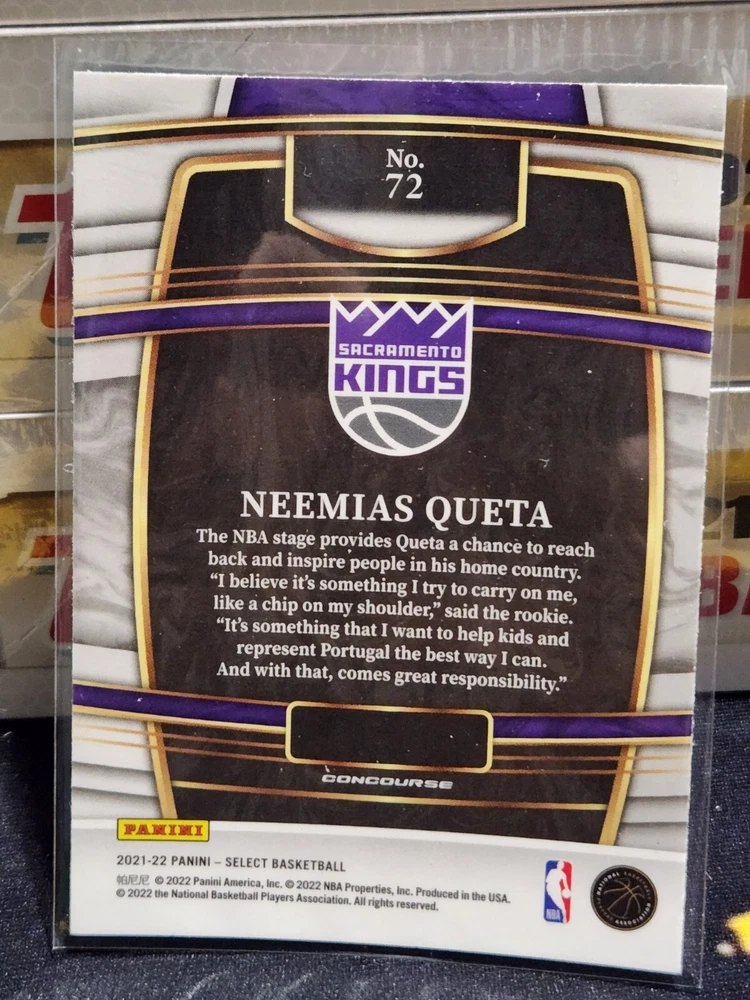 No.
72
SACRAMENTO
KINGS
NEEMIAS QUETA
The NBA stage provides Queta a chance to reach
back and inspire people in his home country.
“I believe it’s something I try to carry on me,
like a chip on my shoulder,” said the rookie.
“It’s something that I want to help kids and
represent Portugal the best way I can.
And with that, comes great responsibility.”
CONCOURSE
PANINI
2021-22 PANINI – SELECT BASKETBALL
帕尼尼 © 2022 Panini America, Inc. © 2022 NBA Properties, Inc. Produced in the USA.
© 2022 the National Basketball Players Association. All rights reserved.
NBA